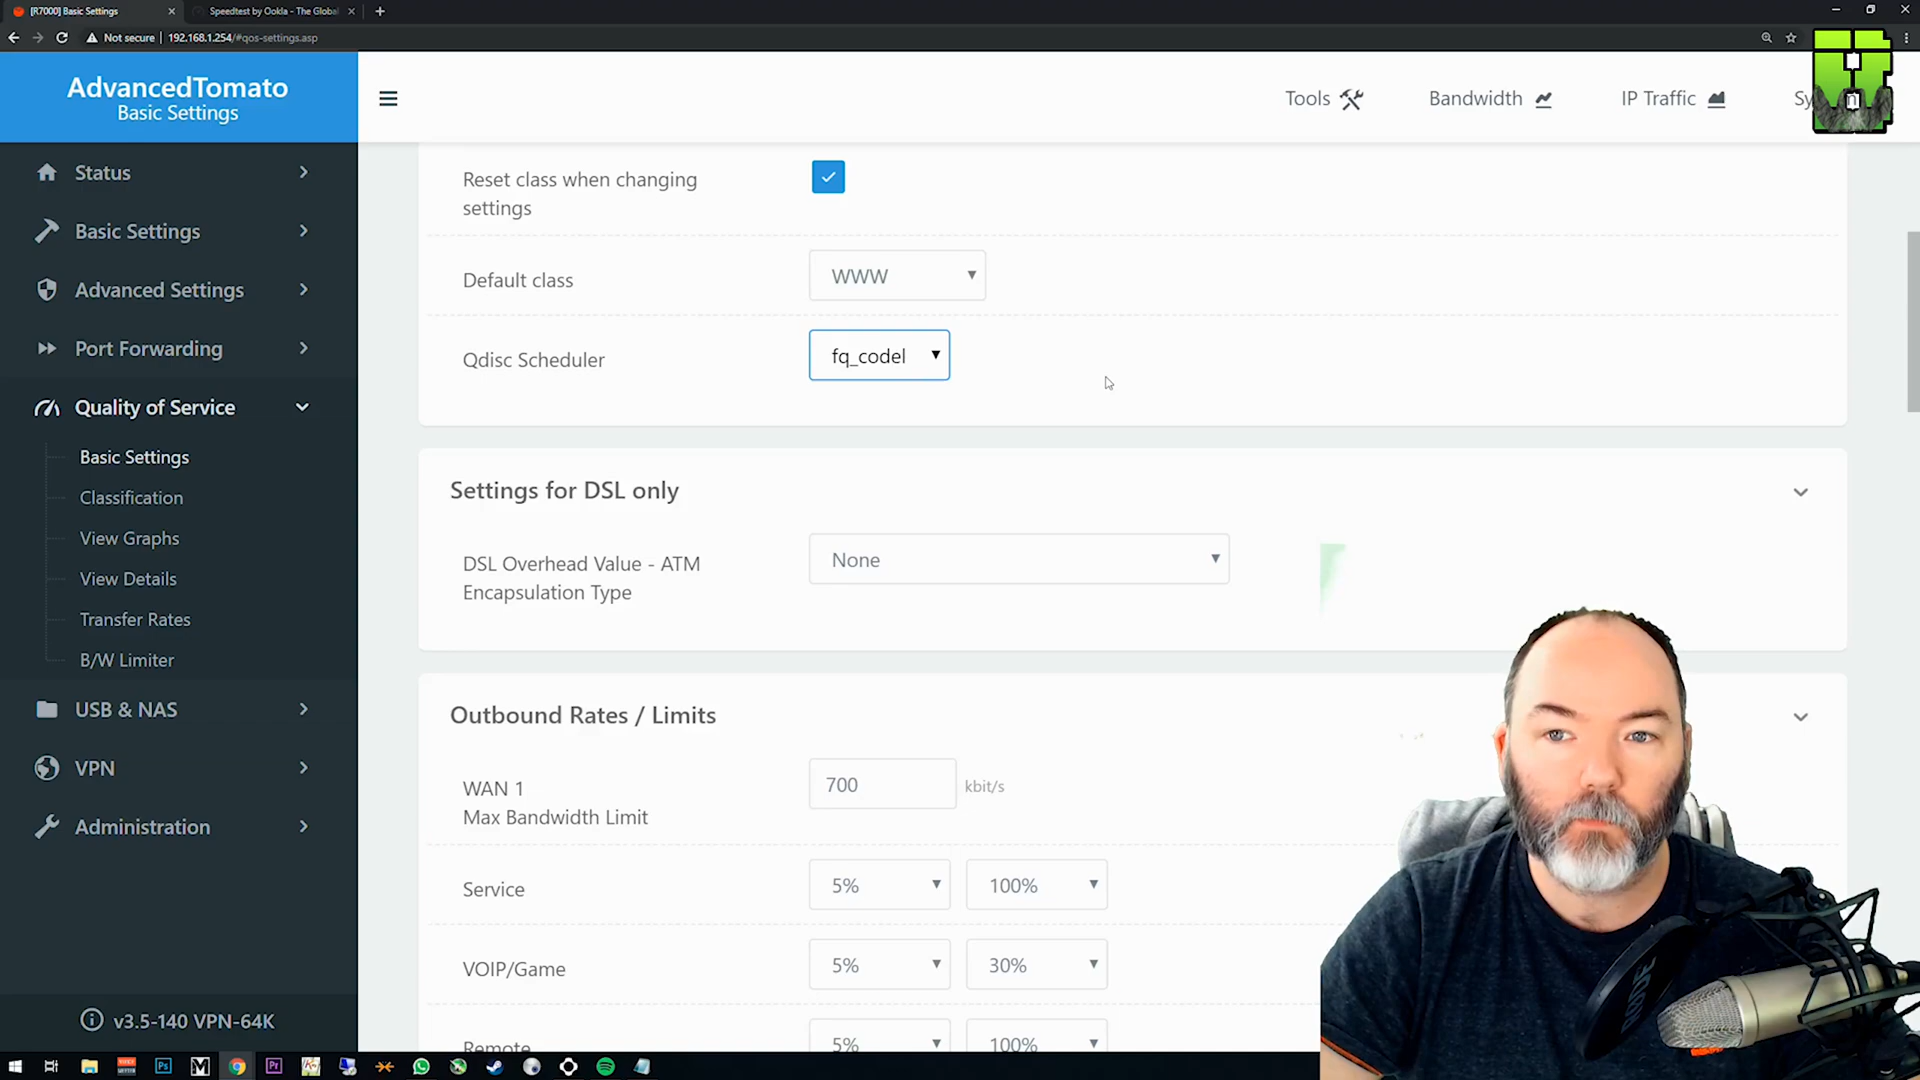 [R7000] Basic Settings
Speedtest by Ookla - The Global
Not secure
192.168.1.254/#qos-settings.asp
AdvancedTomato
Basic Settings
Tools
Bandwidth
IP Traffic
Status
Basic Settings
Advanced Settings
Port Forwarding
Quality of Service
Basic Settings
Classification
View Graphs
View Details
Transfer Rates
B/W Limiter
USB & NAS
VPN
Administration
v3.5-140 VPN-64K
Reset class when changing
settings
Default class
WWW
Qdisc Scheduler
fq_codel
Settings for DSL only
DSL Overhead Value - ATM
Encapsulation Type
None
Outbound Rates / Limits
WAN 1
Max Bandwidth Limit
700
kbit/s
Service
5%
100%
VOIP/Game
5%
30%
Remote
5%
100%
RØDE